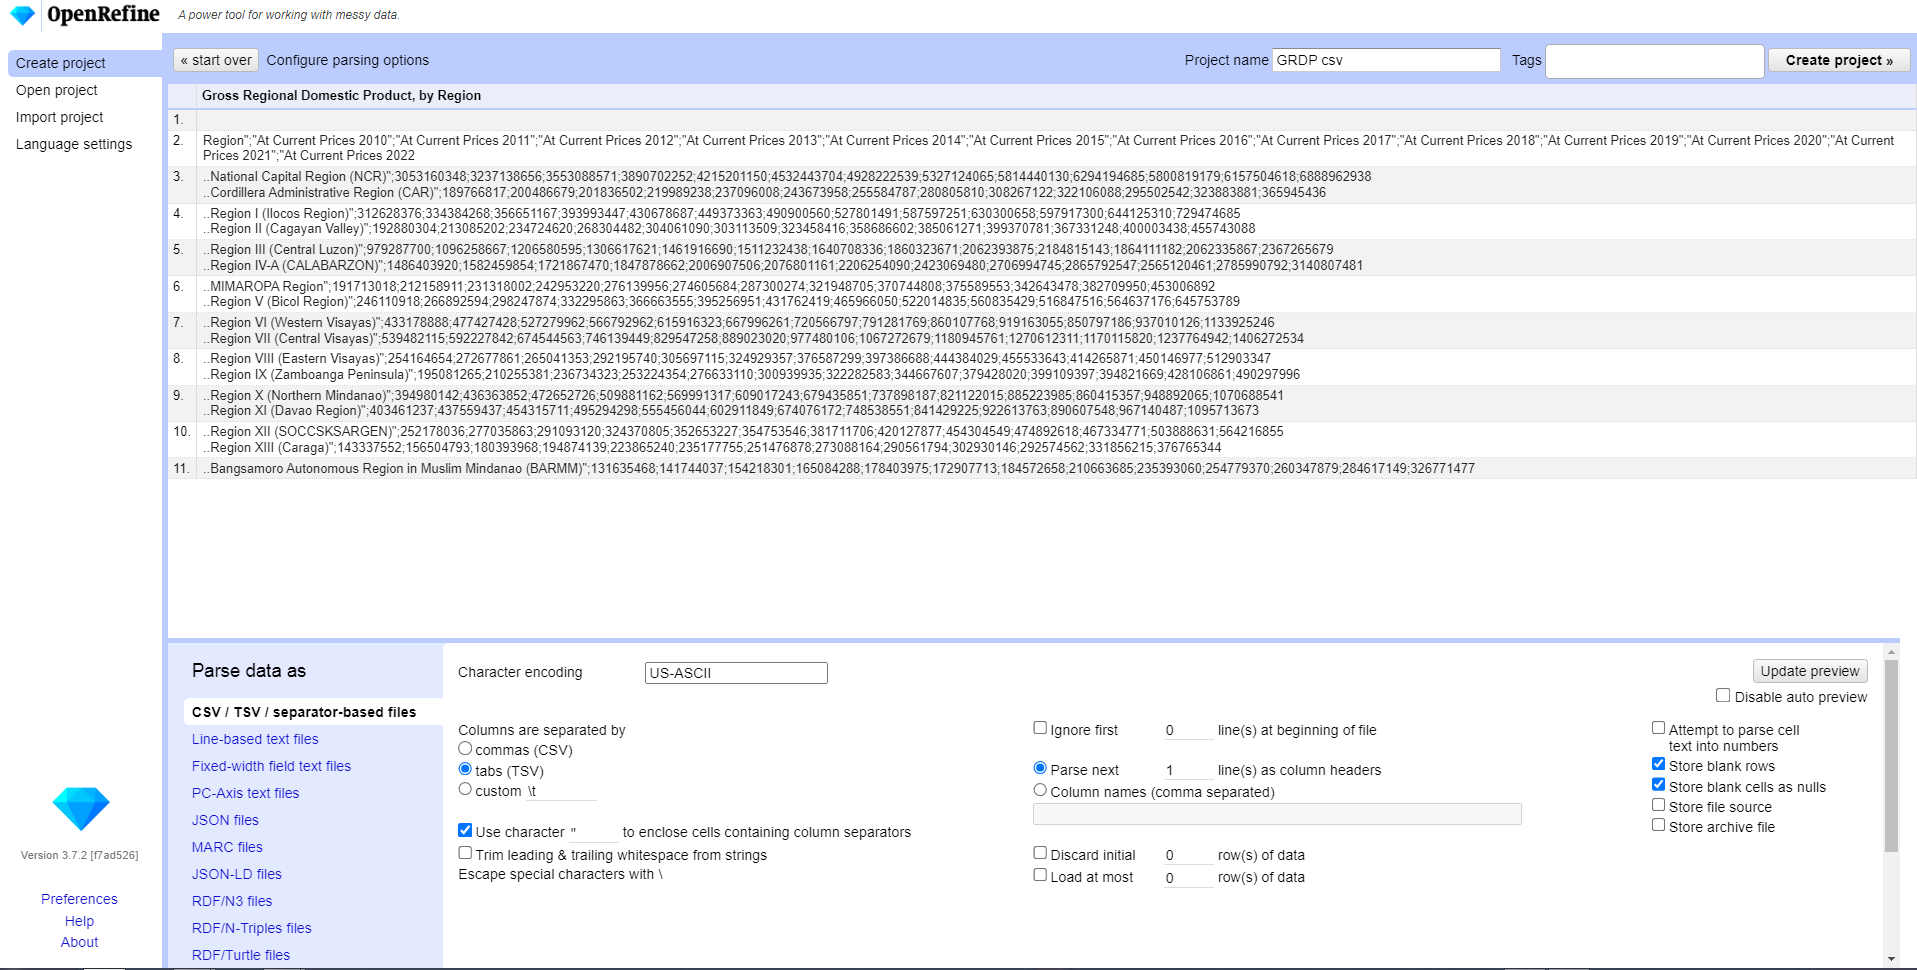 OpenRefine
A power tool for working with messy data.
Create project
Open project
Import project
Language settings
« start over
Configure parsing options
Project name GRDP csv
Tags
Create project »
Gross Regional Domestic Product, by Region
1.
2. Region";"At Current Prices 2010";"At Current Prices 2011";"At Current Prices 2012";"At Current Prices 2013";"At Current Prices 2014";"At Current Prices 2015";"At Current Prices 2016";"At Current Prices 2017";"At Current Prices 2018";"At Current Prices 2019";"At Current Prices 2020";"At Current
Prices 2021";"At Current Prices 2022
3. ..National Capital Region (NCR)";3053160348;3237138656;3553088571;3890702252;4215201150;4532443704;4928222539;5327124065;5814440130;6294194685;5800819179;6157504618;6888962938
..Cordillera Administrative Region (CAR)";189766817;200486679;201836502;219989238;237096008;243673958;255584787;280805810;308267122;322106088;295502542;323883881;365945436
4. ..Region I (Ilocos Region)";312628376;334384268;356651167;393993447;430678687;449373363;490900560;527801491;587597251;630300658;597917300;644125310;729474685
..Region II (Cagayan Valley)";192880304;213085202;234724620;268304482;304061090;303113509;323458416;358686602;385061271;399370781;367331248;400003438;455743088
5. ..Region III (Central Luzon)";979287700;1096258667;1206580595;1306617621;1461916690;1511232438;1640708336;1860323671;2062393875;2184815143;1864111182;2062335867;2367265679
..Region IV-A (CALABARZON)";1486403920;1582459854;1721867470;1847878662;2006907506;2076801161;2206254090;2423069480;2706994745;2865792547;2565120461;2785990792;3140807481
6. ..MIMAROPA Region";191713018;212158911;231318002;242953220;276139956;274605684;287300274;321948705;370744808;375589553;342643478;382709950;453006892
..Region V (Bicol Region)";246110918;266892594;298247874;332295863;366663555;395256951;431762419;465966050;522014835;560835429;516847516;564637176;645753789
7. ..Region VI (Western Visayas)";433178888;477427428;527279962;566792962;615916323;667996261;720566797;791281769;860107768;919163055;850797186;937010126;1133925246
..Region VII (Central Visayas)";539482115;592227842;674544563;746139449;829547258;889023020;977480106;1067272679;1180945761;1270612311;1170115820;1237764942;1406272534
8. ..Region VIII (Eastern Visayas)";254164654;272677861;265041353;292195740;305697115;324929357;376587299;397386688;444384029;455533643;414265871;450146977;512903347
..Region IX (Zamboanga Peninsula)";195081265;210255381;236734323;253224354;276633110;300939935;322282583;344667607;379428020;399109397;394821669;428106861;490297996
9. ..Region X (Northern Mindanao)";394980142;436363852;472652726;509881162;569991317;609017243;679435851;737898187;821122015;885223985;860415357;948892065;1070688541
..Region XI (Davao Region)";403461237;437559437;454315711;495294298;555456044;602911849;674076172;748538551;841429225;922613763;890607548;967140487;1095713673
10. ..Region XII (SOCCSKSARGEN)";252178036;277035863;291093120;324370805;352653227;354753546;381711706;420127877;454304549;474892618;467334771;503888631;564216855
..Region XIII (Caraga)";143337552;156504793;180393968;194874139;223865240;235177755;251476878;273088164;290561794;302930146;292574562;331856215;376765344
11. ..Bangsamoro Autonomous Region in Muslim Mindanao (BARMM)";131635468;141744037;154218301;165084288;178403975;172907713;184572658;210663685;235393060;254779370;260347879;284617149;326771477
Parse data as
CSV / TSV / separator-based files
Line-based text files
Fixed-width field text files
PC-Axis text files
JSON files
MARC files
JSON-LD files
RDF/N3 files
RDF/N-Triples files
RDF/Turtle files
Character encoding US-ASCII
Update preview
Disable auto preview
Columns are separated by
commas (CSV)
tabs (TSV)
custom \t
Use character " to enclose cells containing column separators
Trim leading & trailing whitespace from strings
Escape special characters with \
Ignore first 0 line(s) at beginning of file
Parse next 1 line(s) as column headers
Column names (comma separated)
Discard initial 0 row(s) of data
Load at most 0 row(s) of data
Attempt to parse cell
text into numbers
Store blank rows
Store blank cells as nulls
Store file source
Store archive file
Version 3.7.2 [f7ad526]
Preferences
Help
About